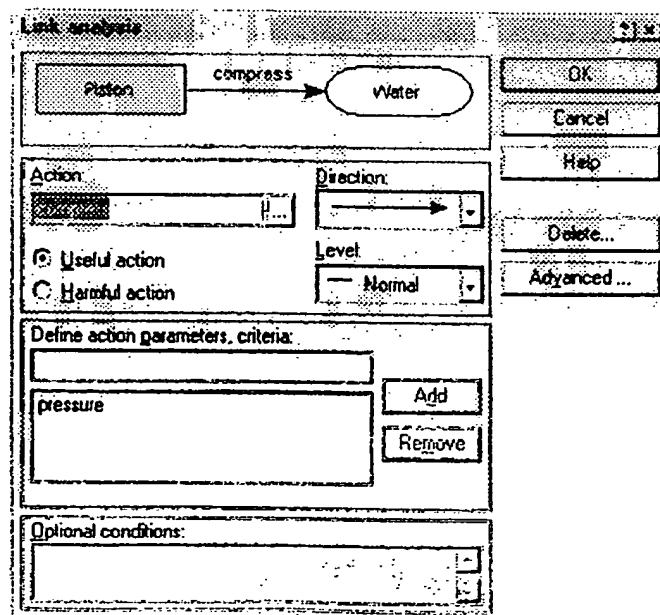 Link analysis
compress
Piston
Water
OK
Cancel
Help
Action:
Direction:
...
Useful action
Harmful action
Level:
Normal
Delete...
Advanced ...
Define action parameters, criteria:
pressure
Add
Remove
Optional conditions: